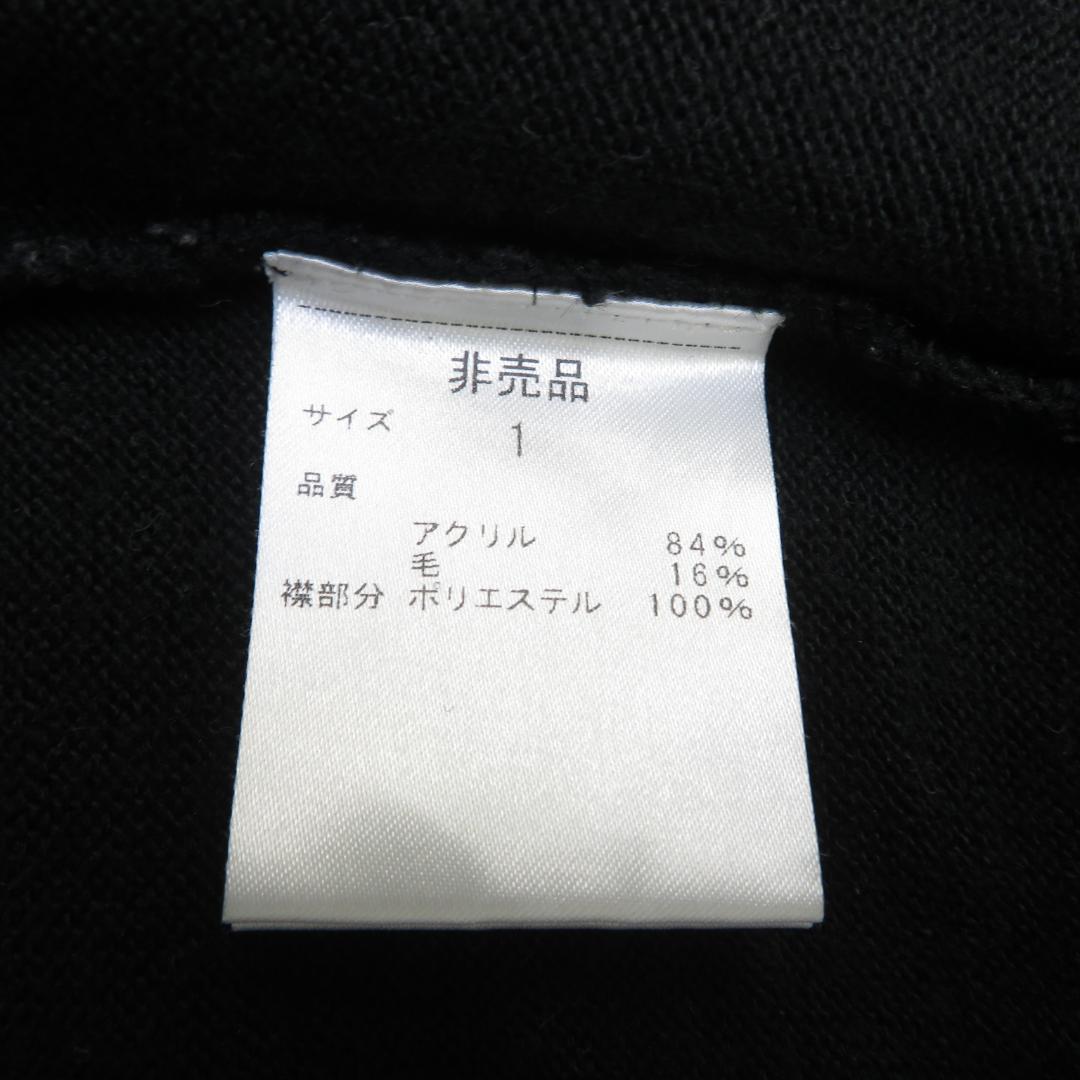 非売品
サイズ 1
品質
アクリル 84%
毛 16%
襟部分 ポリエステル 100%